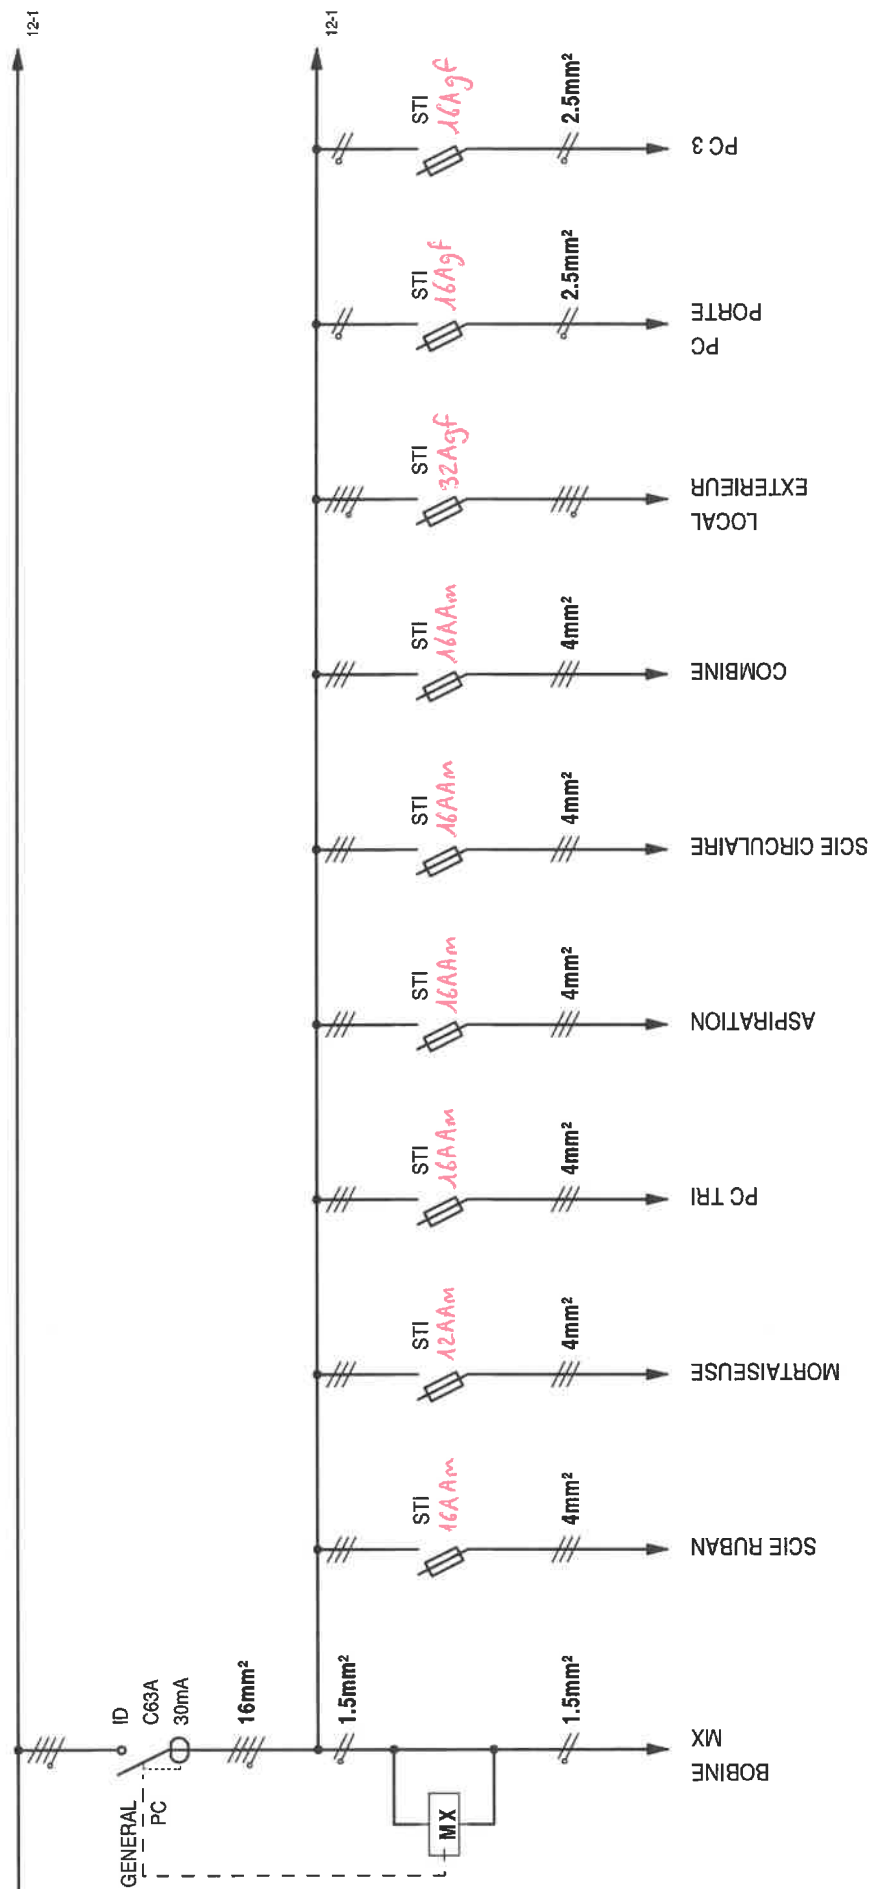 12-1
12-1
GENERAL
PC
ID
C63A
30mA
16mm²
1.5mm²
MX
1.5mm²
BOBINE
MX
STI
16AAm
4mm²
SCIE RUBAN
STI
12AAm
4mm²
MORTAISEUSE
STI
16AAm
4mm²
PC TRI
STI
16AAm
4mm²
ASPIRATION
STI
16AAm
4mm²
SCIE CIRCULAIRE
STI
16AAm
4mm²
COMBINE
STI
32Agf
LOCAL
EXTERIEUR
STI
16Agf
2.5mm²
PC
PORTE
STI
16Agf
2.5mm²
PC 3